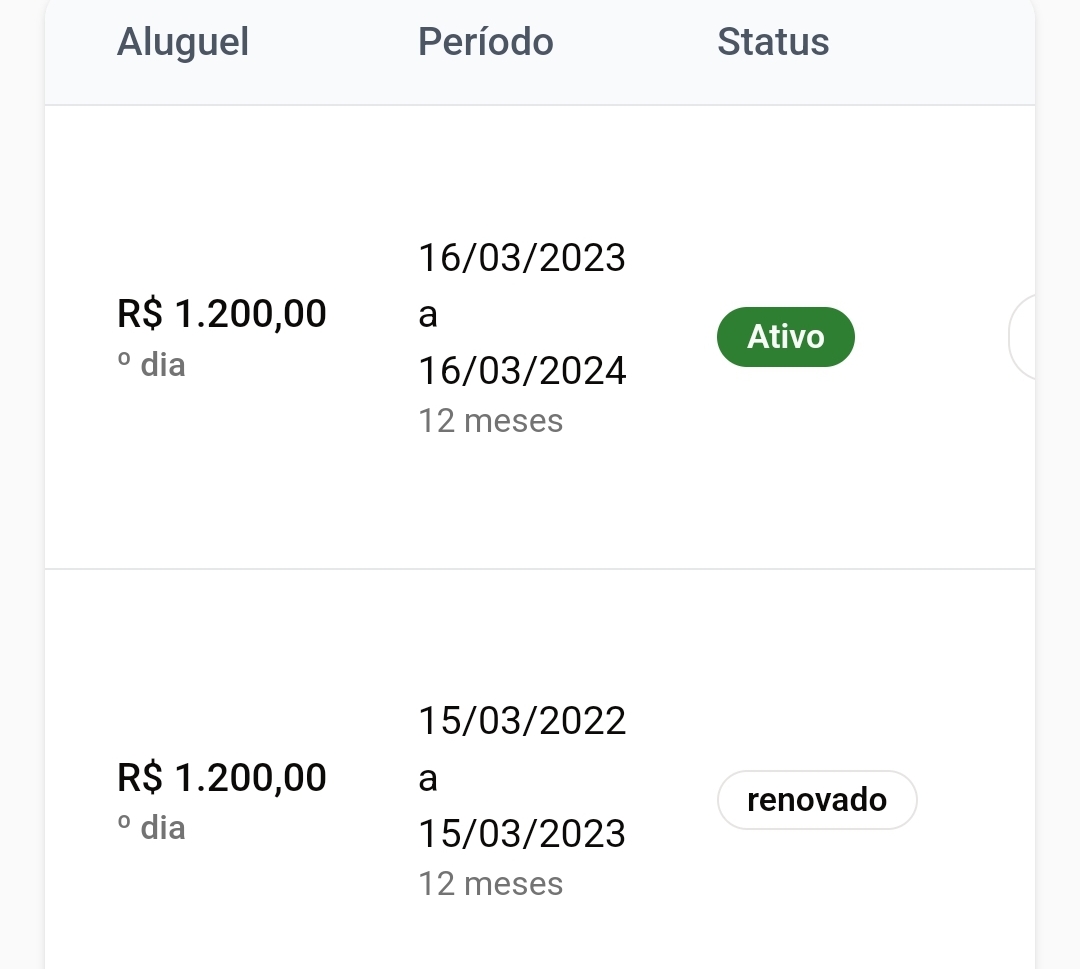 Aluguel Período Status
R$ 1.200,00
º dia
16/03/2023
a
16/03/2024
12 meses
Ativo
R$ 1.200,00
º dia
15/03/2022
a
15/03/2023
12 meses
renovado